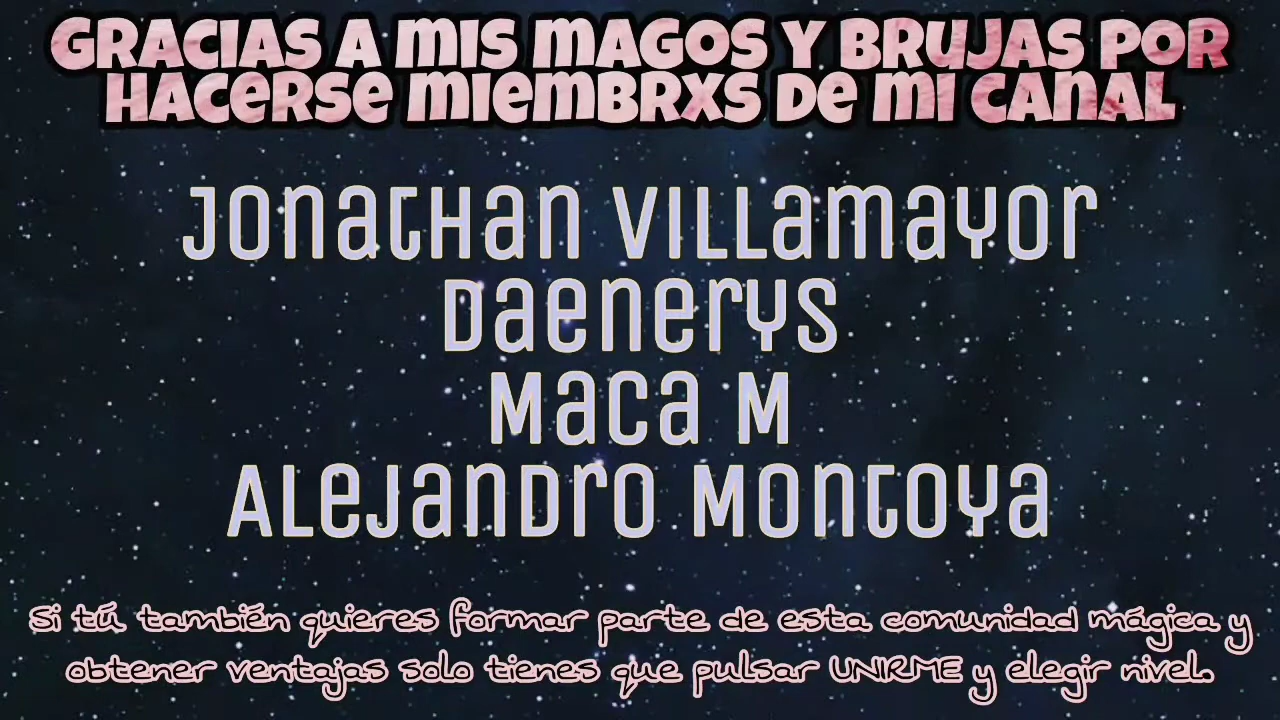 GRACIAS A MIS MAGOS Y BRUJAS POR
HACERSE MIEMBRXS DE MI CANAL
Jonathan Villamayor
Daenerys
Maca M
Alejandro Montoya
Si tú también quieres formar parte de esta comunidad mágica y
obtener ventajas solo tienes que pulsar UNIRME y elegir nivel.